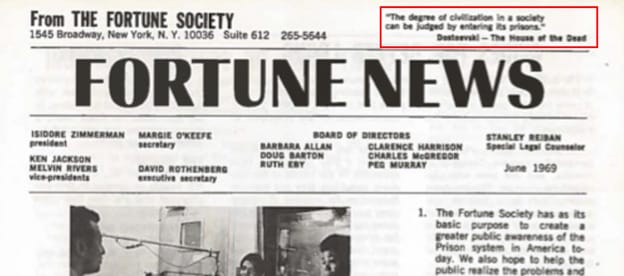 From THE FORTUNE SOCIETY
1545 Broadway, New York, N. Y. 10036 Suite 612 265-5644
"The degree of civilization in a society
can be judged by entering its prisons."
Dostoevski — The House of the Dead
FORTUNE NEWS
ISIDORE ZIMMERMAN
president
KEN JACKSON
MELVIN RIVERS
vice-presidents
MARGIE O'KEEFE
secretary
DAVID ROTHENBERG
executive secretary
BOARD OF DIRECTORS
BARBARA ALLAN
DOUG BARTON
RUTH EBY
CLARENCE HARRISON
CHARLES McGREGOR
PEG MURRAY
STANLEY REIBAN
Special Legal Counselor
June 1969
1. The Fortune Society has as its
basic purpose to create a
greater public awareness of the
Prison system in America to-
day. We also hope to help the
public realize the problems and